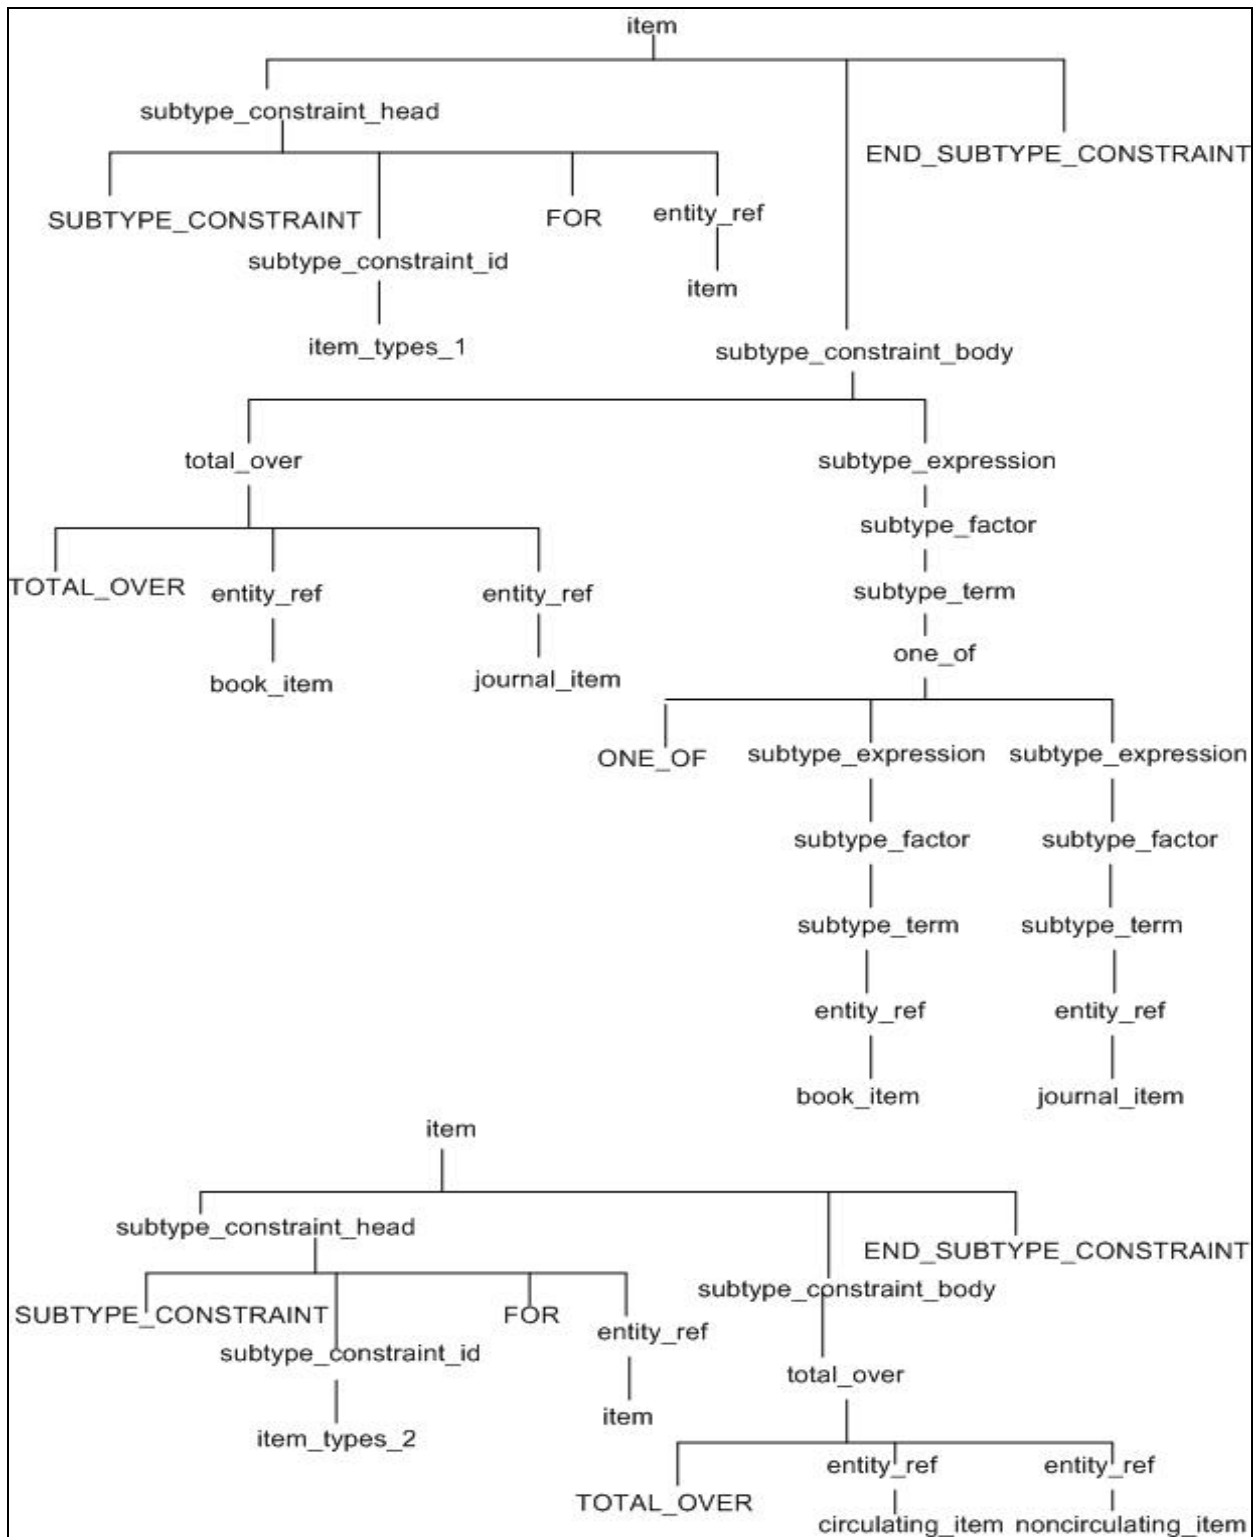 item
subtype_constraint_head
END_SUBTYPE_CONSTRAINT
SUBTYPE_CONSTRAINT FOR entity_ref
subtype_constraint_id
item
item_types_1
subtype_constraint_body
total_over subtype_expression
subtype_factor
TOTAL_OVER entity_ref entity_ref subtype_term
one_of
book_item journal_item
ONE_OF subtype_expression subtype_expression
subtype_factor subtype_factor
subtype_term subtype_term
entity_ref entity_ref
book_item journal_item
item
subtype_constraint_head
END_SUBTYPE_CONSTRAINT
subtype_constraint_body
SUBTYPE_CONSTRAINT FOR
entity_ref
subtype_constraint_id
total_over
item
item_types_2
entity_ref entity_ref
TOTAL_OVER
circulating_item noncirculating_item